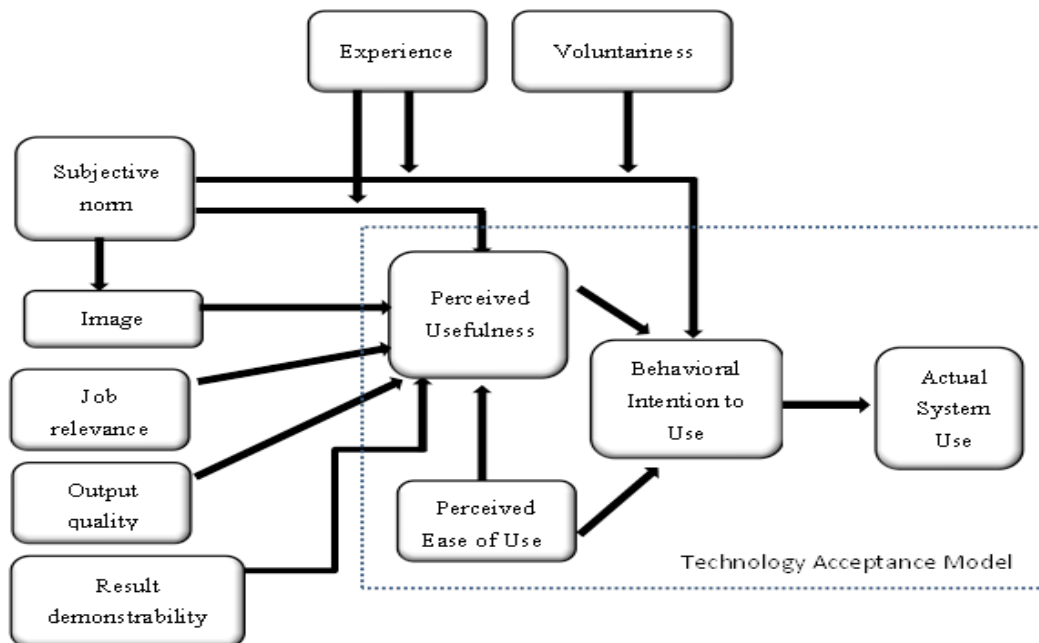 Experience
Voluntariness
Subjective
norm
Image
Perceived
Usefulness
Job
relevance
Behavioral
Intention to
Use
Actual
System
Use
Output
quality
Perceived
Ease of Use
Technology Acceptance Model
Result
demonstrability